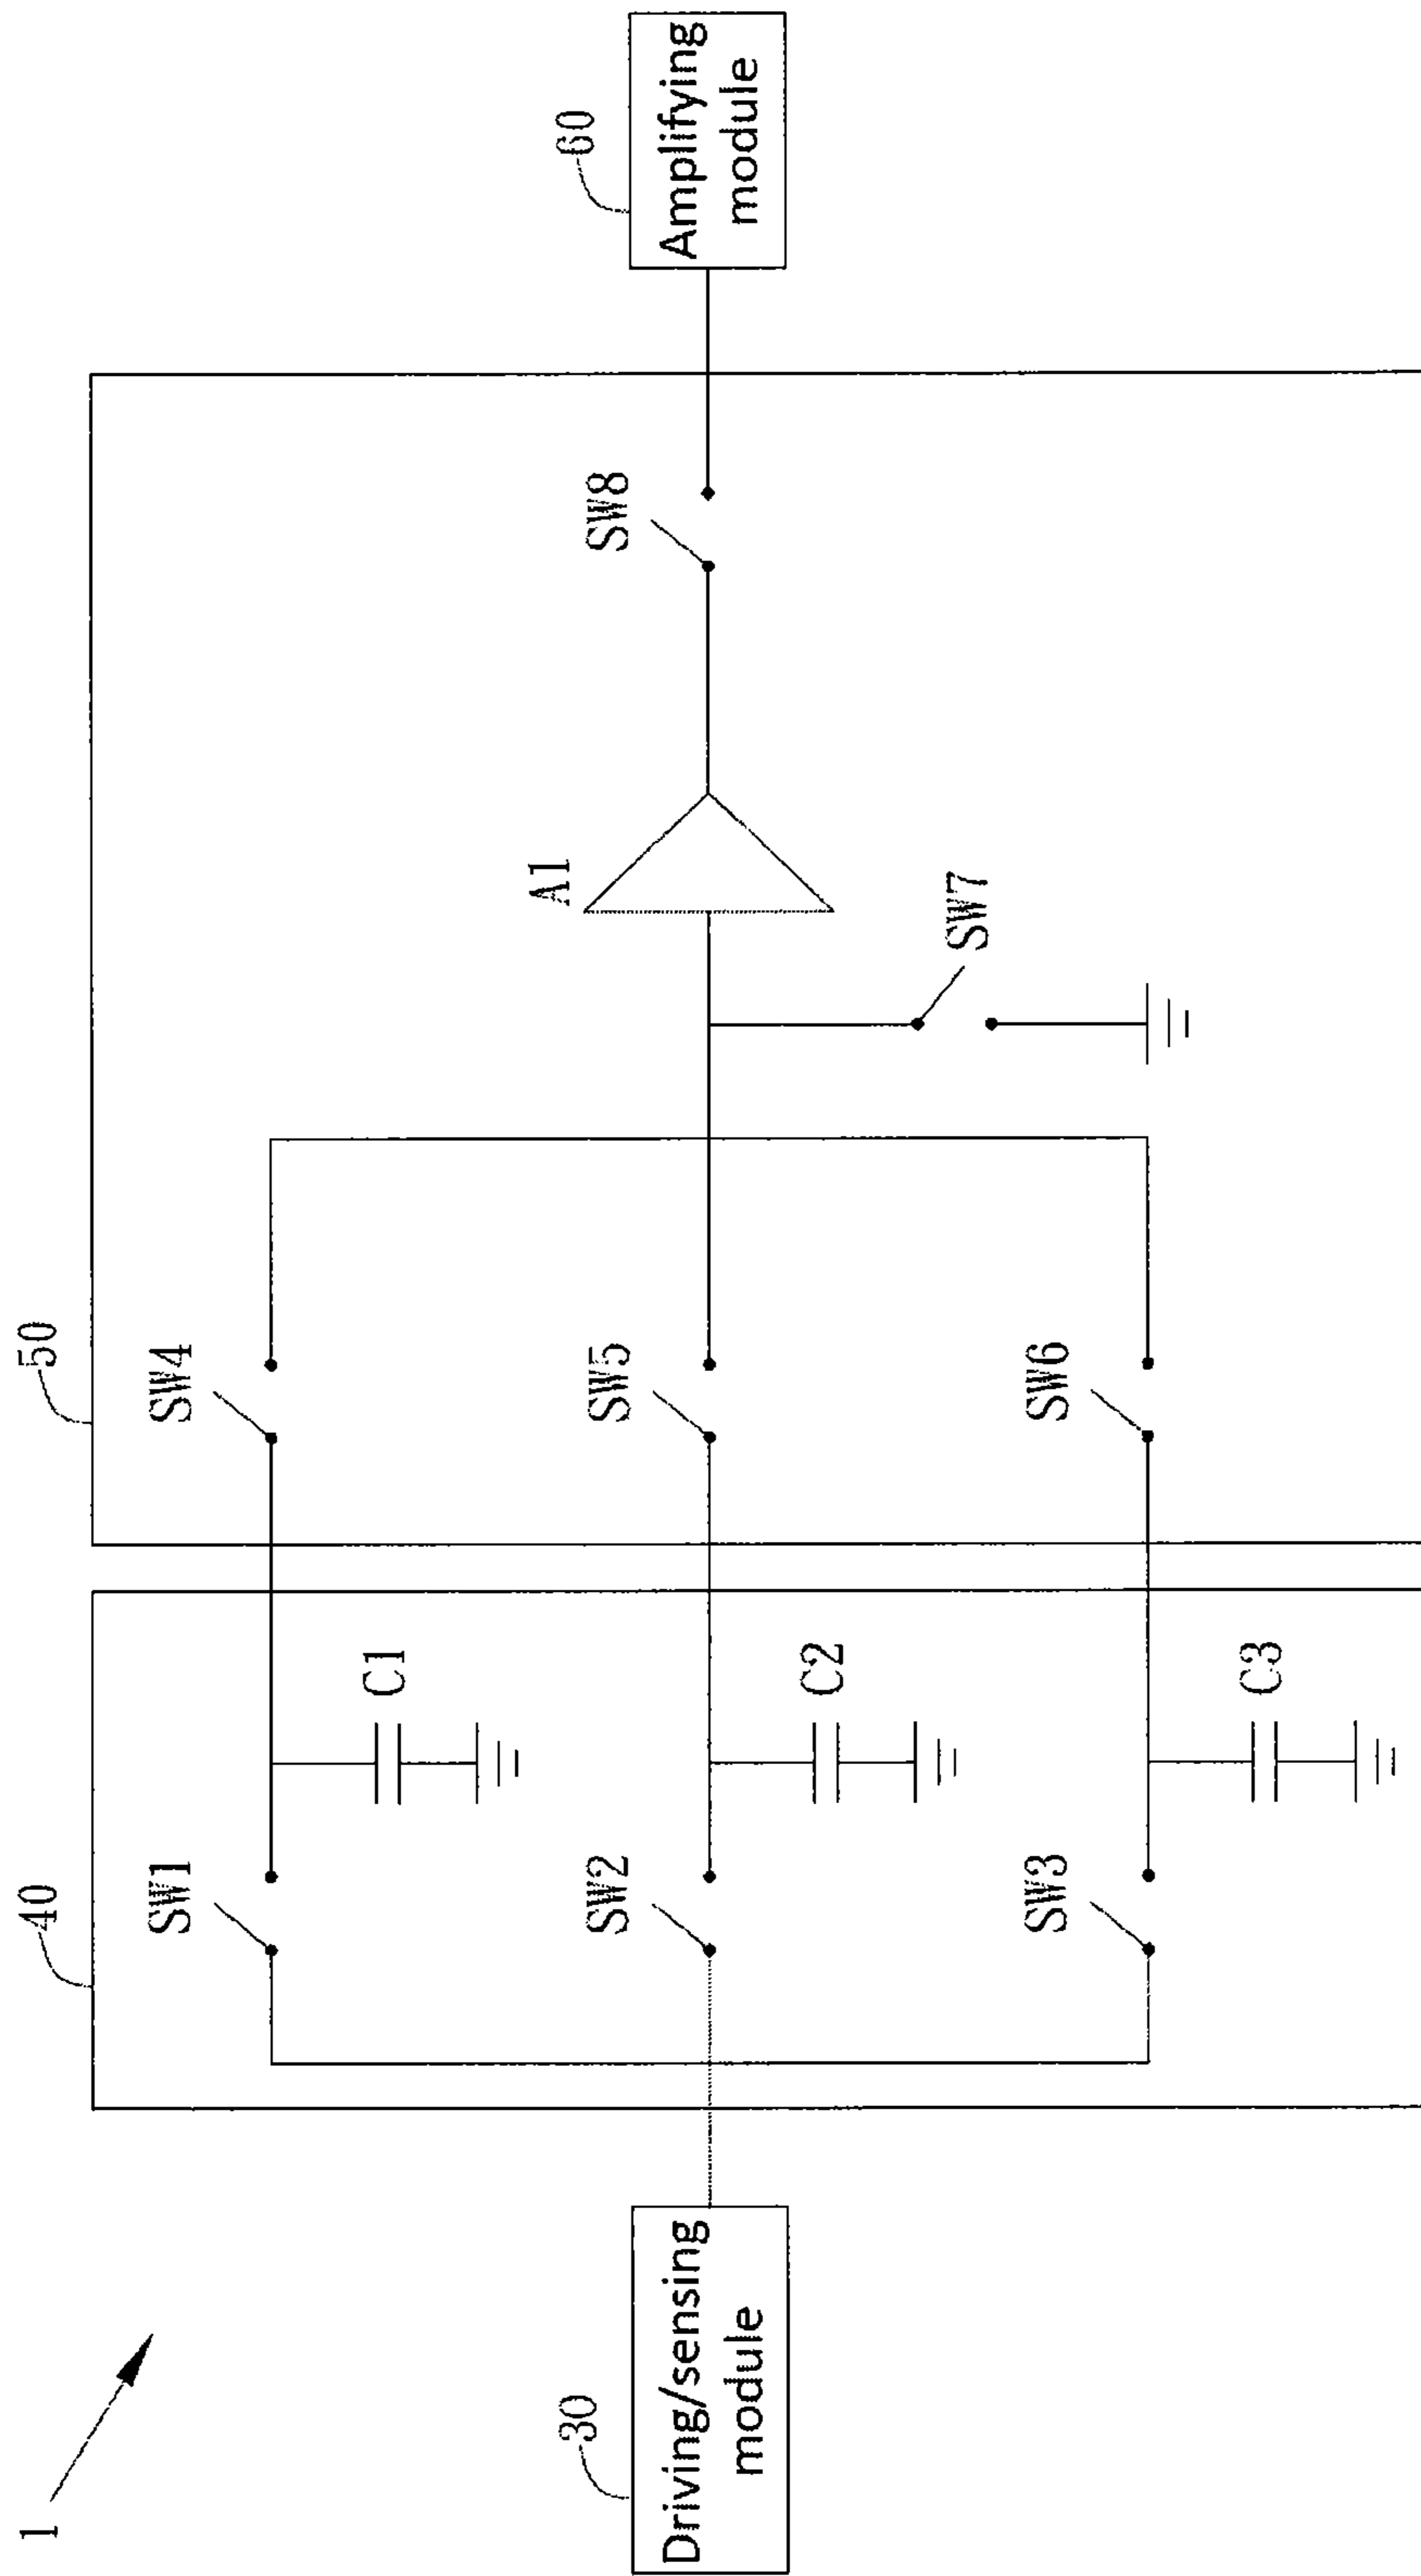 1
30
Driving/sensing
module
40
SW1
SW2
SW3
C1
C2
C3
50
SW4
SW5
SW6
SW7
A1
SW8
60
Amplifying
module